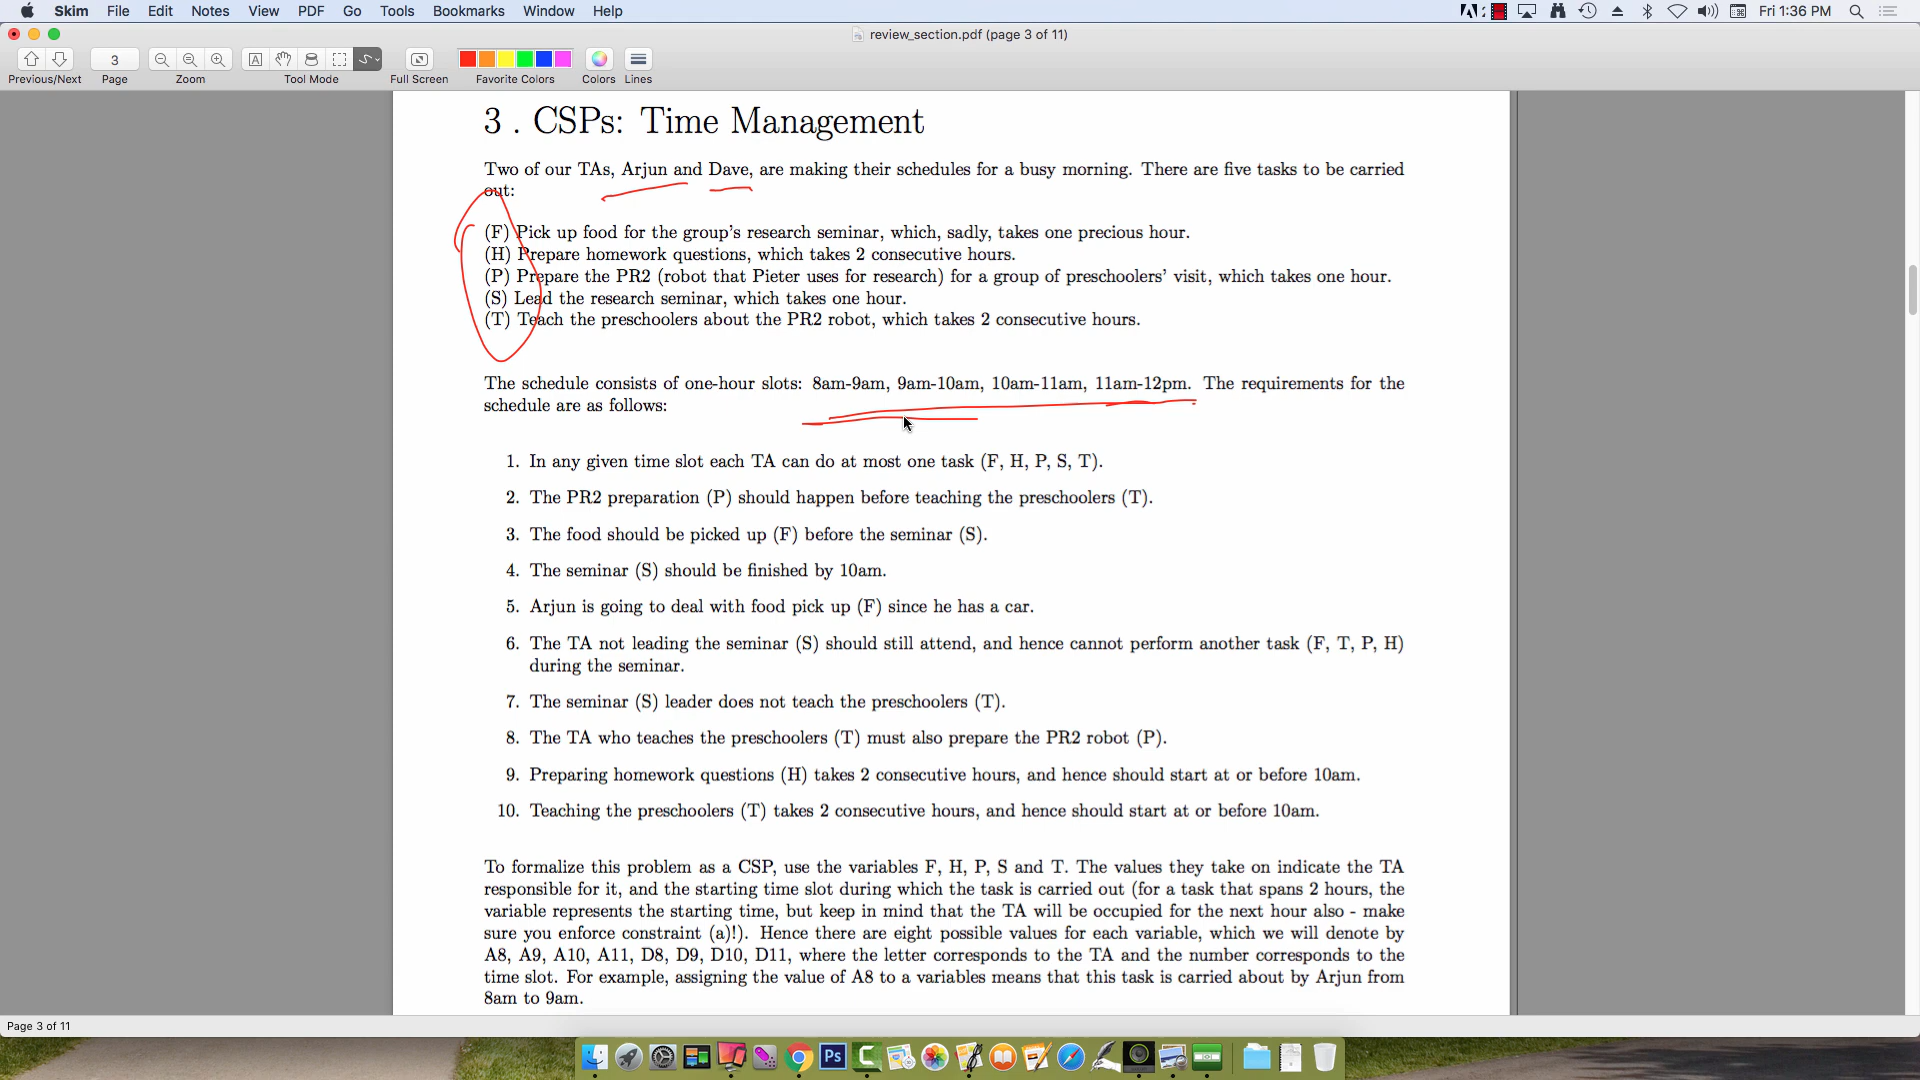 Skim File Edit Notes View PDF Go Tools Bookmarks Window Help Fri 1:36 PM
review_section.pdf (page 3 of 11)
3
Previous/Next Page Zoom Tool Mode Full Screen Favorite Colors Colors Lines
3 . CSPs: Time Management
Two of our TAs, Arjun and Dave, are making their schedules for a busy morning. There are five tasks to be carried
out:
(F) Pick up food for the group's research seminar, which, sadly, takes one precious hour.
(H) Prepare homework questions, which takes 2 consecutive hours.
(P) Prepare the PR2 (robot that Pieter uses for research) for a group of preschoolers' visit, which takes one hour.
(S) Lead the research seminar, which takes one hour.
(T) Teach the preschoolers about the PR2 robot, which takes 2 consecutive hours.
The schedule consists of one-hour slots: 8am-9am, 9am-10am, 10am-11am, 11am-12pm. The requirements for the
schedule are as follows:
1. In any given time slot each TA can do at most one task (F, H, P, S, T).
2. The PR2 preparation (P) should happen before teaching the preschoolers (T).
3. The food should be picked up (F) before the seminar (S).
4. The seminar (S) should be finished by 10am.
5. Arjun is going to deal with food pick up (F) since he has a car.
6. The TA not leading the seminar (S) should still attend, and hence cannot perform another task (F, T, P, H)
during the seminar.
7. The seminar (S) leader does not teach the preschoolers (T).
8. The TA who teaches the preschoolers (T) must also prepare the PR2 robot (P).
9. Preparing homework questions (H) takes 2 consecutive hours, and hence should start at or before 10am.
10. Teaching the preschoolers (T) takes 2 consecutive hours, and hence should start at or before 10am.
To formalize this problem as a CSP, use the variables F, H, P, S and T. The values they take on indicate the TA
responsible for it, and the starting time slot during which the task is carried out (for a task that spans 2 hours, the
variable represents the starting time, but keep in mind that the TA will be occupied for the next hour also - make
sure you enforce constraint (a)!). Hence there are eight possible values for each variable, which we will denote by
A8, A9, A10, A11, D8, D9, D10, D11, where the letter corresponds to the TA and the number corresponds to the
time slot. For example, assigning the value of A8 to a variables means that this task is carried about by Arjun from
8am to 9am.
Page 3 of 11
Ps